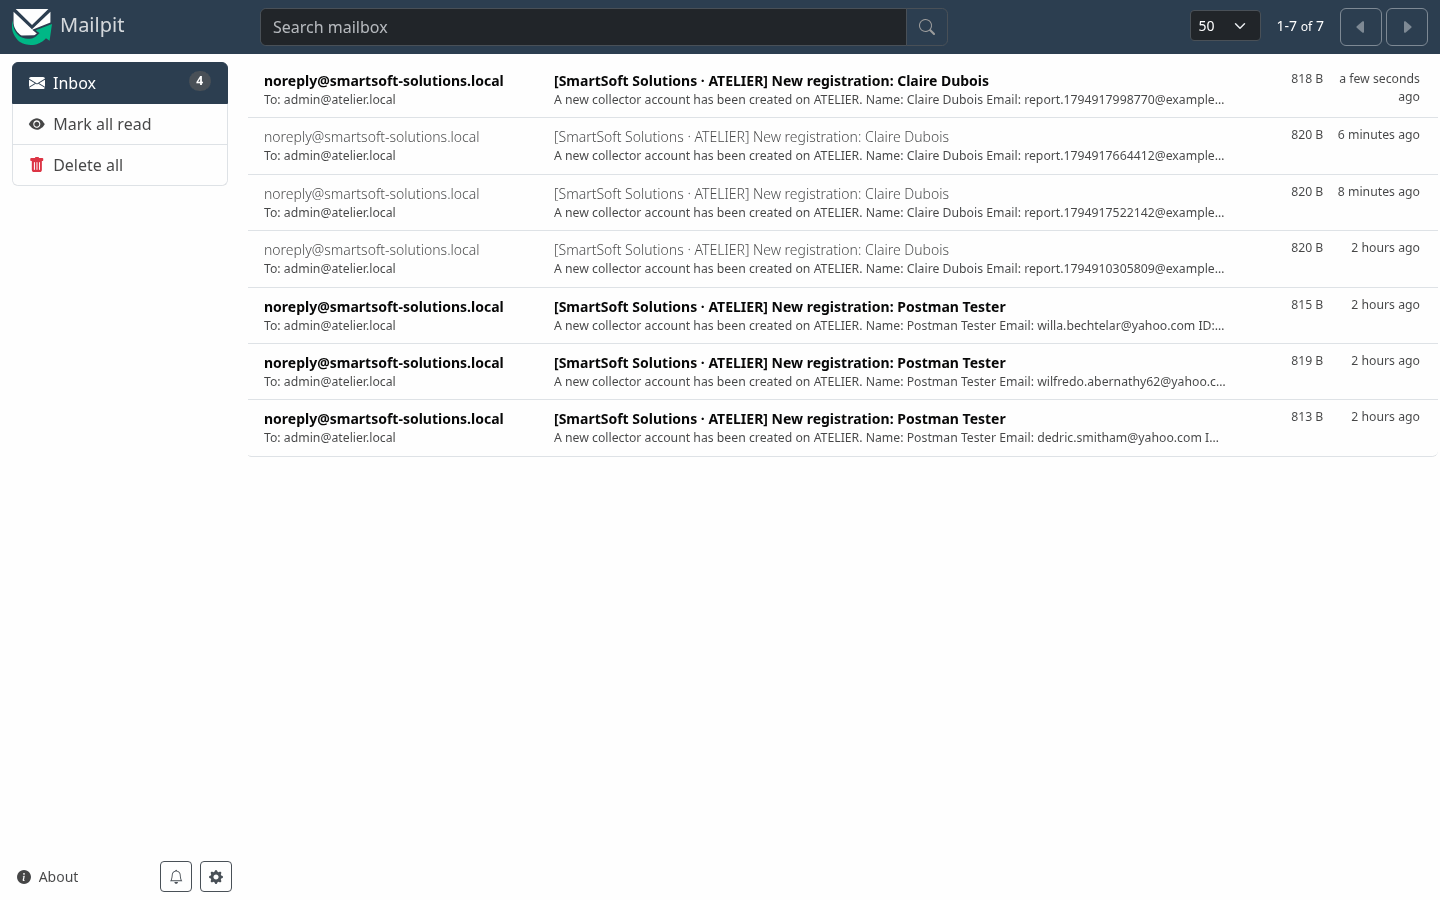 Mailpit
Search mailbox
50
1-7 of 7
Inbox 4
Mark all read
Delete all
noreply@smartsoft-solutions.local
To: admin@atelier.local
[SmartSoft Solutions · ATELIER] New registration: Claire Dubois
A new collector account has been created on ATELIER. Name: Claire Dubois Email: report.1794917998770@example...
818 B
a few seconds
ago
noreply@smartsoft-solutions.local
To: admin@atelier.local
[SmartSoft Solutions · ATELIER] New registration: Claire Dubois
A new collector account has been created on ATELIER. Name: Claire Dubois Email: report.1794917664412@example...
820 B
6 minutes ago
noreply@smartsoft-solutions.local
To: admin@atelier.local
[SmartSoft Solutions · ATELIER] New registration: Claire Dubois
A new collector account has been created on ATELIER. Name: Claire Dubois Email: report.1794917522142@example...
820 B
8 minutes ago
noreply@smartsoft-solutions.local
To: admin@atelier.local
[SmartSoft Solutions · ATELIER] New registration: Claire Dubois
A new collector account has been created on ATELIER. Name: Claire Dubois Email: report.1794910305809@example...
820 B
2 hours ago
noreply@smartsoft-solutions.local
To: admin@atelier.local
[SmartSoft Solutions · ATELIER] New registration: Postman Tester
A new collector account has been created on ATELIER. Name: Postman Tester Email: willa.bechtelar@yahoo.com ID:...
815 B
2 hours ago
noreply@smartsoft-solutions.local
To: admin@atelier.local
[SmartSoft Solutions · ATELIER] New registration: Postman Tester
A new collector account has been created on ATELIER. Name: Postman Tester Email: wilfredo.abernathy62@yahoo.c...
819 B
2 hours ago
noreply@smartsoft-solutions.local
To: admin@atelier.local
[SmartSoft Solutions · ATELIER] New registration: Postman Tester
A new collector account has been created on ATELIER. Name: Postman Tester Email: dedric.smitham@yahoo.com I...
813 B
2 hours ago
About